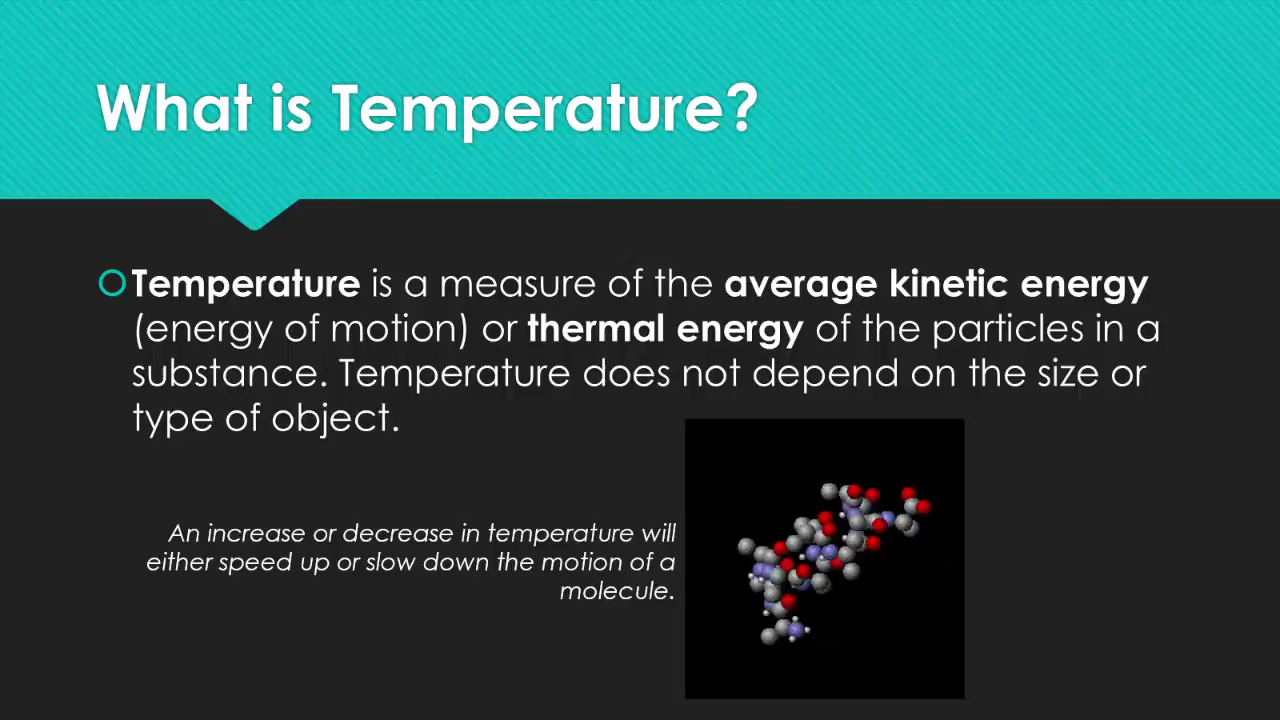 What is Temperature?
Temperature is a measure of the average kinetic energy
(energy of motion) or thermal energy of the particles in a
substance. Temperature does not depend on the size or
type of object.
An increase or decrease in temperature will
either speed up or slow down the motion of a
molecule.